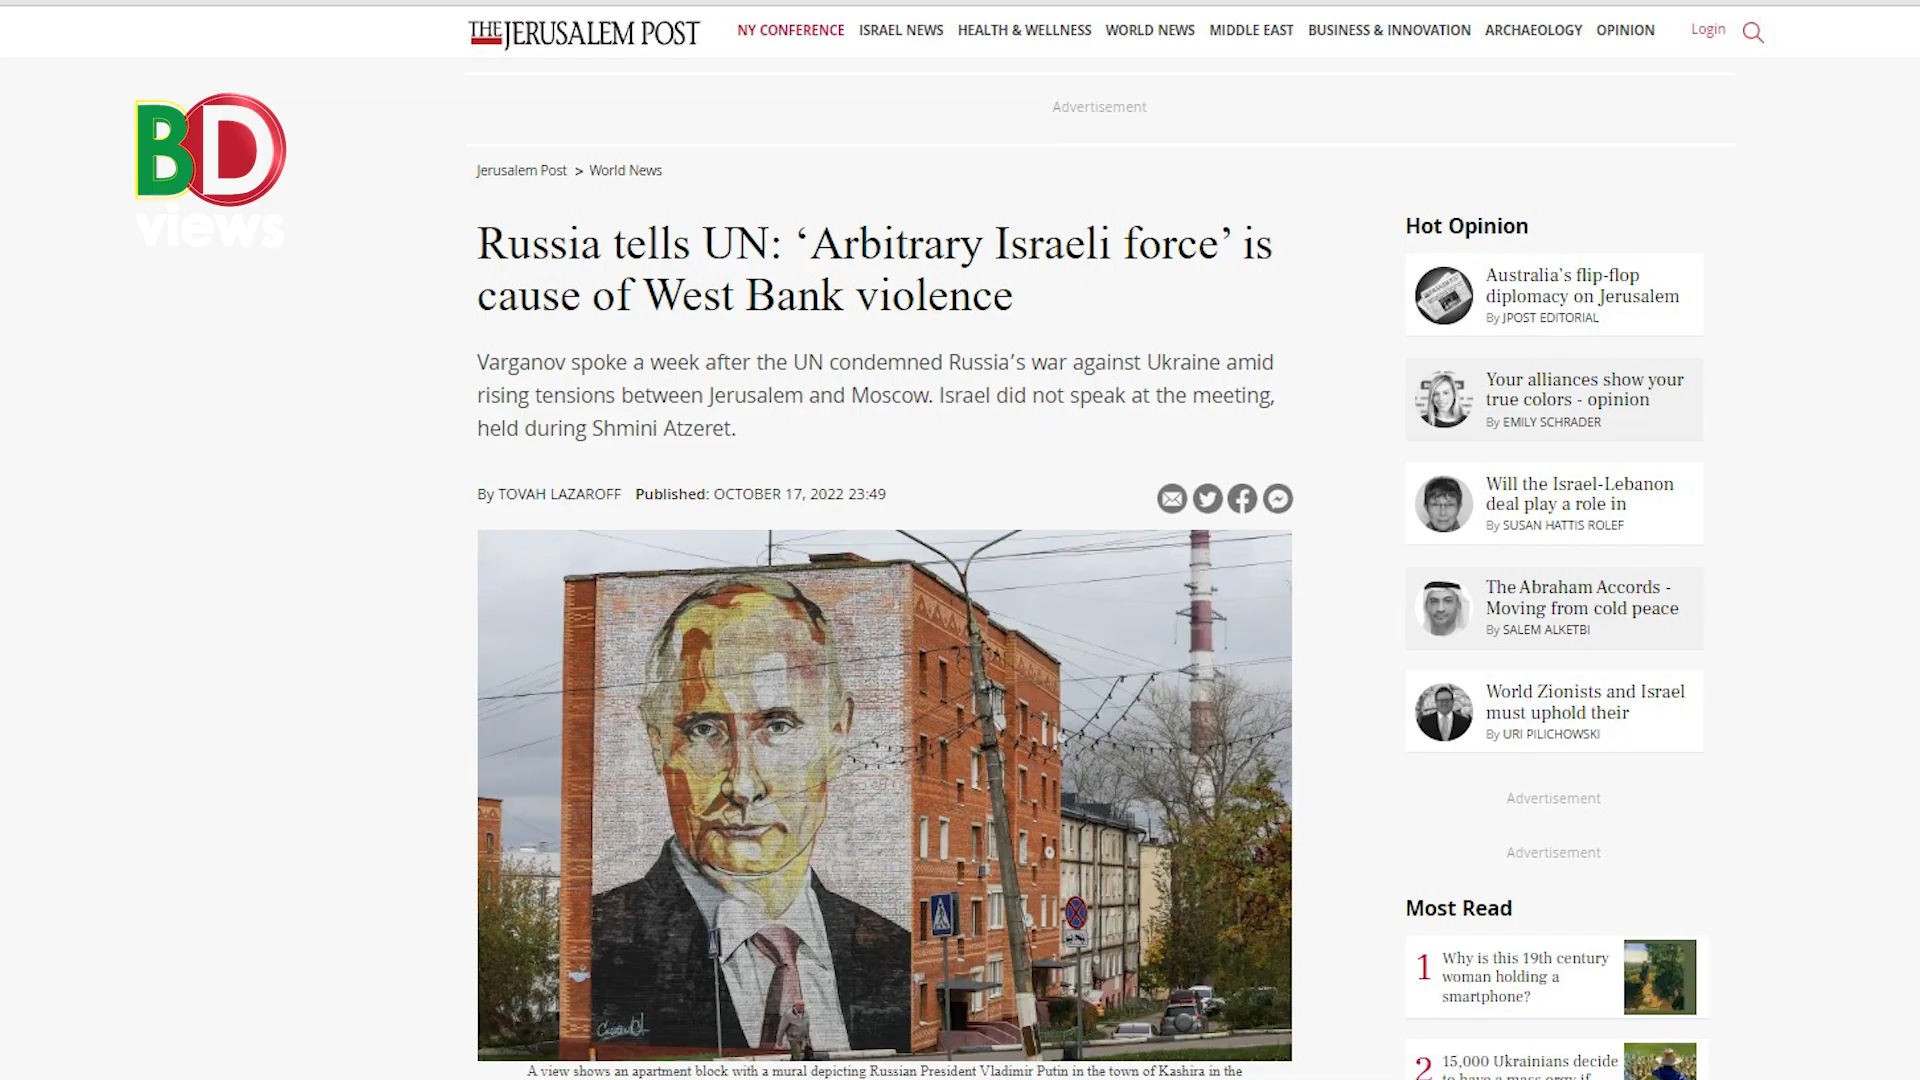 THE JERUSALEM POST
NY CONFERENCE ISRAEL NEWS HEALTH & WELLNESS WORLD NEWS MIDDLE EAST BUSINESS & INNOVATION ARCHAEOLOGY OPINION Login
BD
views
Advertisement
Jerusalem Post > World News
Russia tells UN: ‘Arbitrary Israeli force’ is
cause of West Bank violence
Varganov spoke a week after the UN condemned Russia’s war against Ukraine amid
rising tensions between Jerusalem and Moscow. Israel did not speak at the meeting,
held during Shmini Atzeret.
By TOVAH LAZAROFF Published: OCTOBER 17, 2022 23:49
A view shows an apartment block with a mural depicting Russian President Vladimir Putin in the town of Kashira in the
Hot Opinion
Australia’s flip-flop
diplomacy on Jerusalem
By JPOST EDITORIAL
Your alliances show your
true colors - opinion
By EMILY SCHRADER
Will the Israel-Lebanon
deal play a role in
By SUSAN HATTIS ROLEF
The Abraham Accords -
Moving from cold peace
By SALEM ALKETBI
World Zionists and Israel
must uphold their
By URI PILICHOWSKI
Advertisement
Advertisement
Most Read
1 Why is this 19th century
woman holding a
smartphone?
2 15,000 Ukrainians decide
to have a mass orgy if